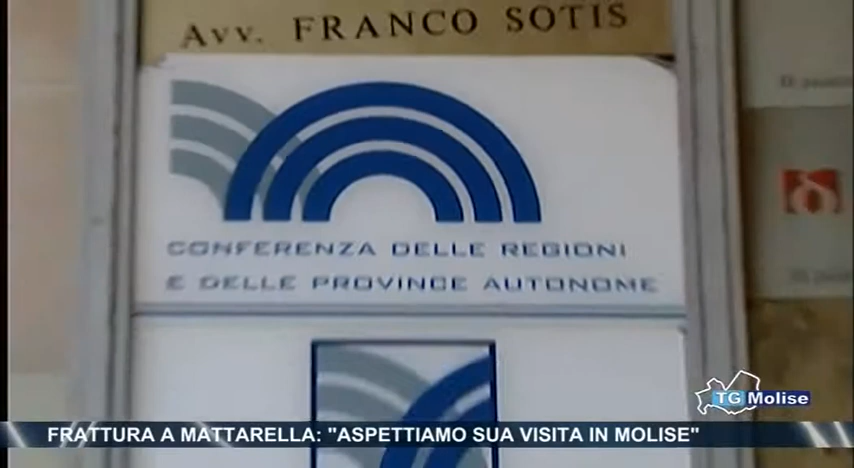 Avv. FRANCO SOTIS
CONFERENZA DELLE REGIONI
E DELLE PROVINCE AUTONOME
TG Molise
FRATTURA A MATTARELLA: "ASPETTIAMO SUA VISITA IN MOLISE"